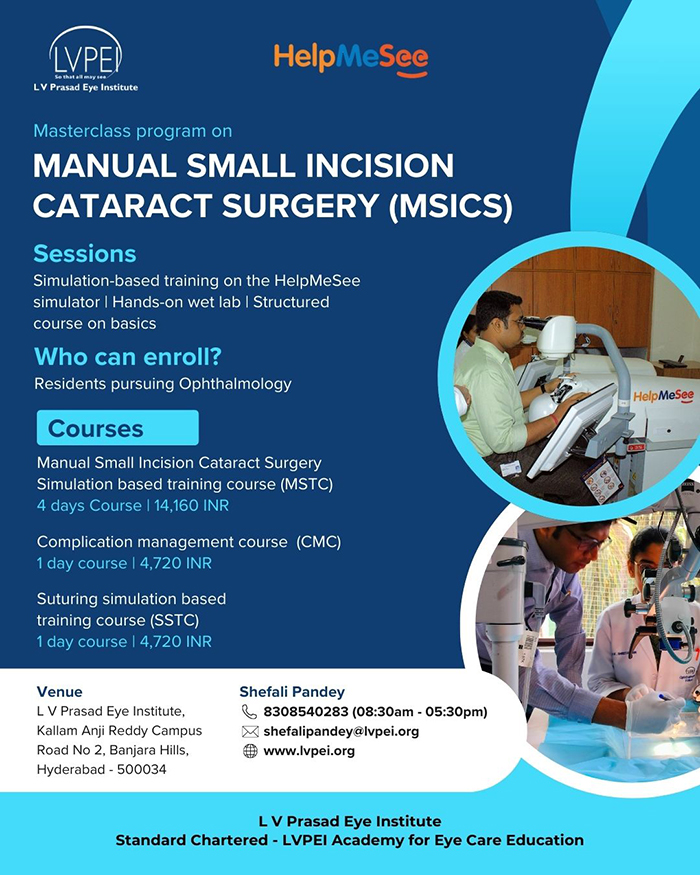 LVPEI
So that all may see
L V Prasad Eye Institute
HelpMeSee
Masterclass program on
MANUAL SMALL INCISION
CATARACT SURGERY (MSICS)
Sessions
Simulation-based training on the HelpMeSee
simulator | Hands-on wet lab | Structured
course on basics
Who can enroll?
Residents pursuing Ophthalmology
HelpMeSee
Courses
Manual Small Incision Cataract Surgery
Simulation based training course (MSTC)
4 days Course | 14,160 INR
Complication management course  (CMC)
1 day course | 4,720 INR
Suturing simulation based
training course (SSTC)
1 day course | 4,720 INR
Venue
L V Prasad Eye Institute,
Kallam Anji Reddy Campus
Road No 2, Banjara Hills,
Hyderabad - 500034
Shefali Pandey
8308540283 (08:30am - 05:30pm)
shefalipandey@lvpei.org
www.lvpei.org
L V Prasad Eye Institute
Standard Chartered - LVPEI Academy for Eye Care Education